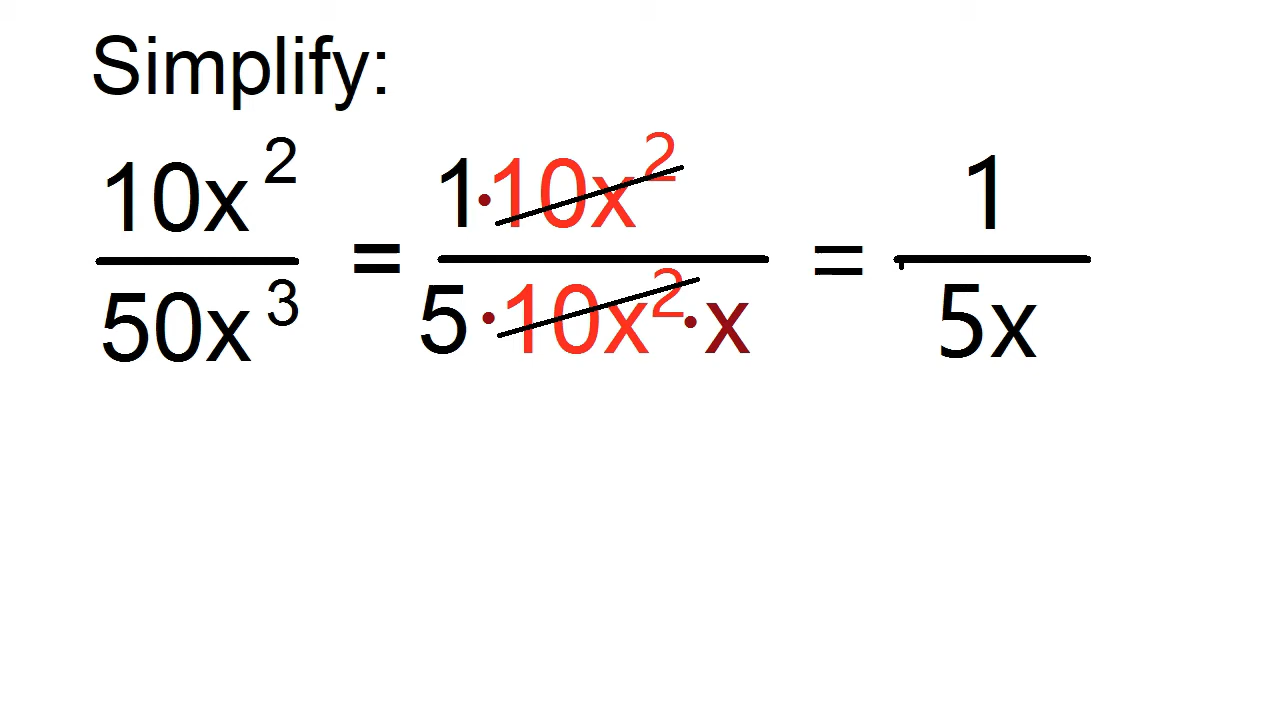 Simplify:
10x² / 50x³ = 1·10x² / 5·10x²·x = 1 / 5x